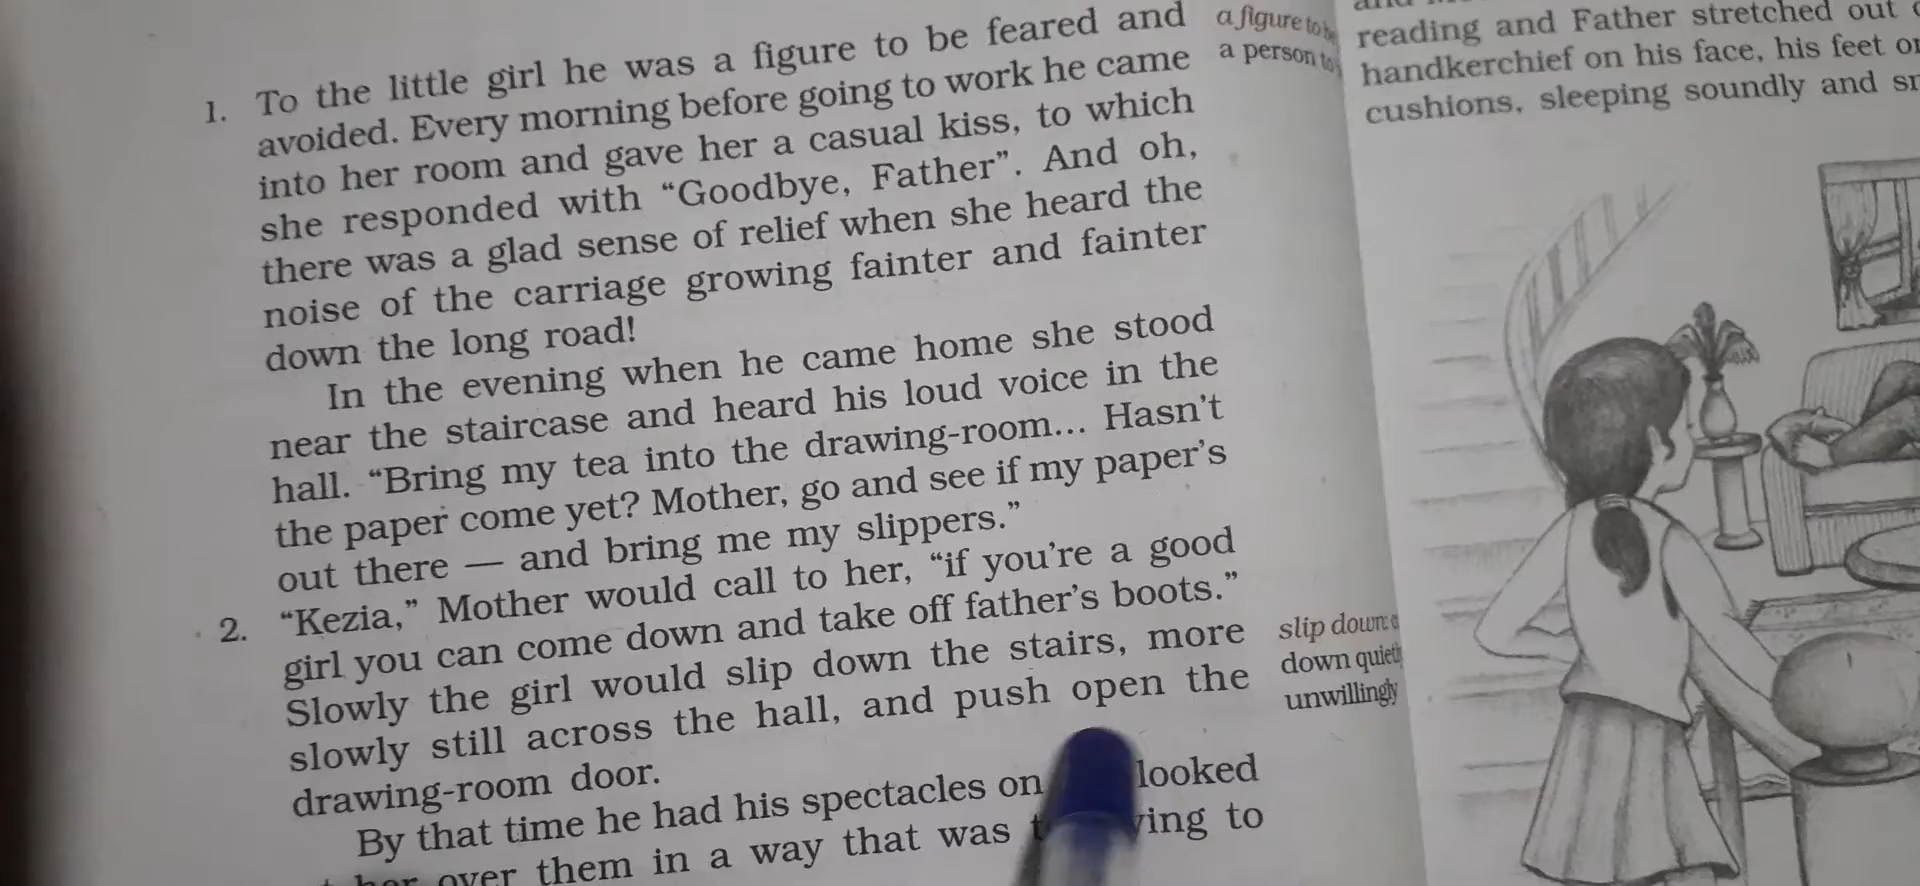 1. To the little girl he was a figure to be feared and
avoided. Every morning before going to work he came
into her room and gave her a casual kiss, to which
she responded with “Goodbye, Father”. And oh,
there was a glad sense of relief when she heard the
noise of the carriage growing fainter and fainter
down the long road!
In the evening when he came home she stood
near the staircase and heard his loud voice in the
hall. “Bring my tea into the drawing-room... Hasn't
the paper come yet? Mother, go and see if my paper's
out there — and bring me my slippers.”
2. “Kezia,” Mother would call to her, “if you're a good
girl you can come down and take off father's boots.”
Slowly the girl would slip down the stairs, more
slowly still across the hall, and push open the
drawing-room door.
By that time he had his spectacles on looked
her over them in a way that was to
a figure to
a person to
slip down:
down quietly
unwillingly
reading and Father stretched out
handkerchief on his face, his feet
cushions, sleeping soundly and